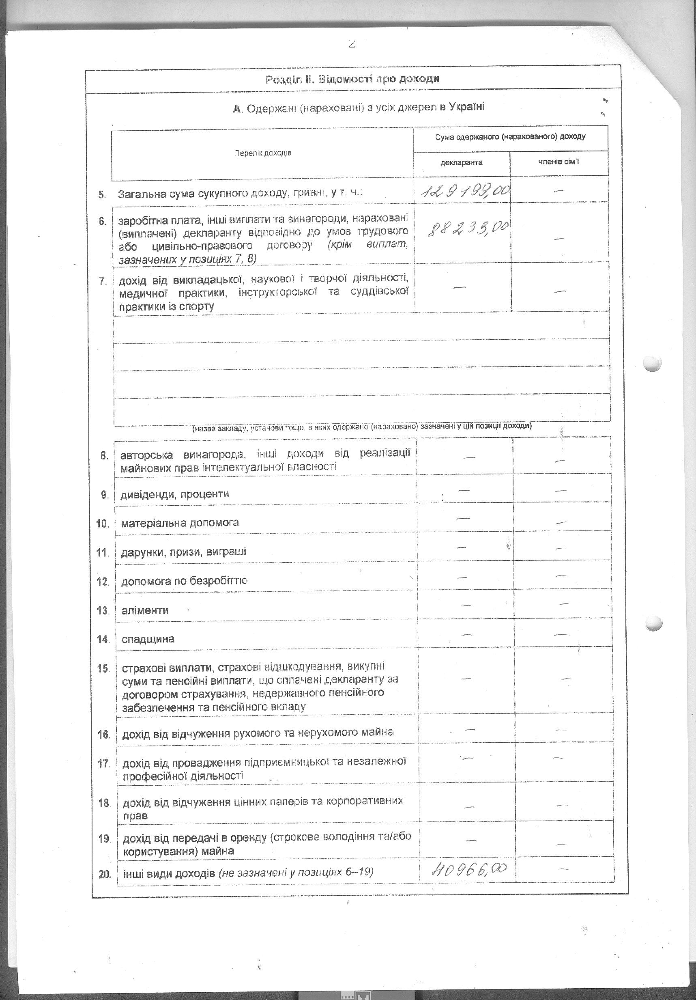 2
Розділ ІІ. Відомості про доходи
А. Одержані (нараховані) з усіх джерел в Україні
Перелік доходів
Сума одержаного (нарахованого) доходу
декларанта
членів сім'ї
5. Загальна сума сукупного доходу, гривні, у т. ч.: 129 199,00 —
6. заробітна плата, інші виплати та винагороди, нараховані
(виплачені) декларанту відповідно до умов трудового
або цивільно-правового договору (крім виплат,
зазначених у позиціях 7, 8)
88 233,00 —
7. дохід від викладацької, наукової і творчої діяльності,
медичної практики, інструкторської та суддівської
практики із спорту
— —
(назва закладу, установи тощо, в яких одержано (нараховано) зазначені у цій позиції доходи)
8. авторська винагорода, інші доходи від реалізації
майнових прав інтелектуальної власності
— —
9. дивіденди, проценти — —
10. матеріальна допомога — —
11. дарунки, призи, виграші — —
12. допомога по безробіттю — —
13. аліменти — —
14. спадщина — —
15. страхові виплати, страхові відшкодування, викупні
суми та пенсійні виплати, що сплачені декларанту за
договором страхування, недержавного пенсійного
забезпечення та пенсійного вкладу
— —
16. дохід від відчуження рухомого та нерухомого майна — —
17. дохід від провадження підприємницької та незалежної
професійної діяльності
— —
18. дохід від відчуження цінних паперів та корпоративних
прав
— —
19. дохід від передачі в оренду (строкове володіння та/або
користування) майна
— —
20. інші види доходів (не зазначені у позиціях 6–19) 40966,00 —